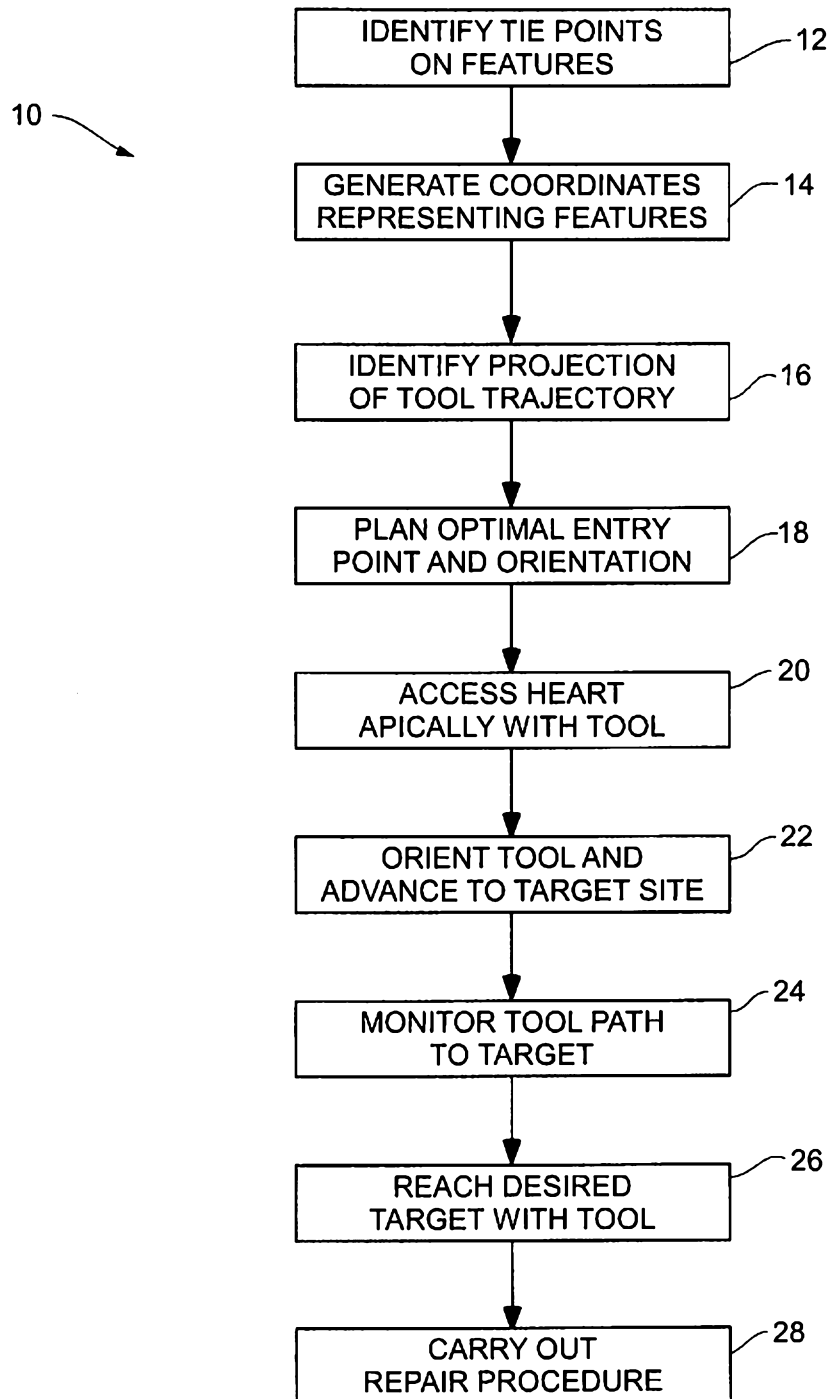 IDENTIFY TIE POINTS
ON FEATURES
12
10
GENERATE COORDINATES
REPRESENTING FEATURES
14
IDENTIFY PROJECTION
OF TOOL TRAJECTORY
16
PLAN OPTIMAL ENTRY
POINT AND ORIENTATION
18
ACCESS HEART
APICALLY WITH TOOL
20
ORIENT TOOL AND
ADVANCE TO TARGET SITE
22
MONITOR TOOL PATH
TO TARGET
24
REACH DESIRED
TARGET WITH TOOL
26
CARRY OUT
REPAIR PROCEDURE
28